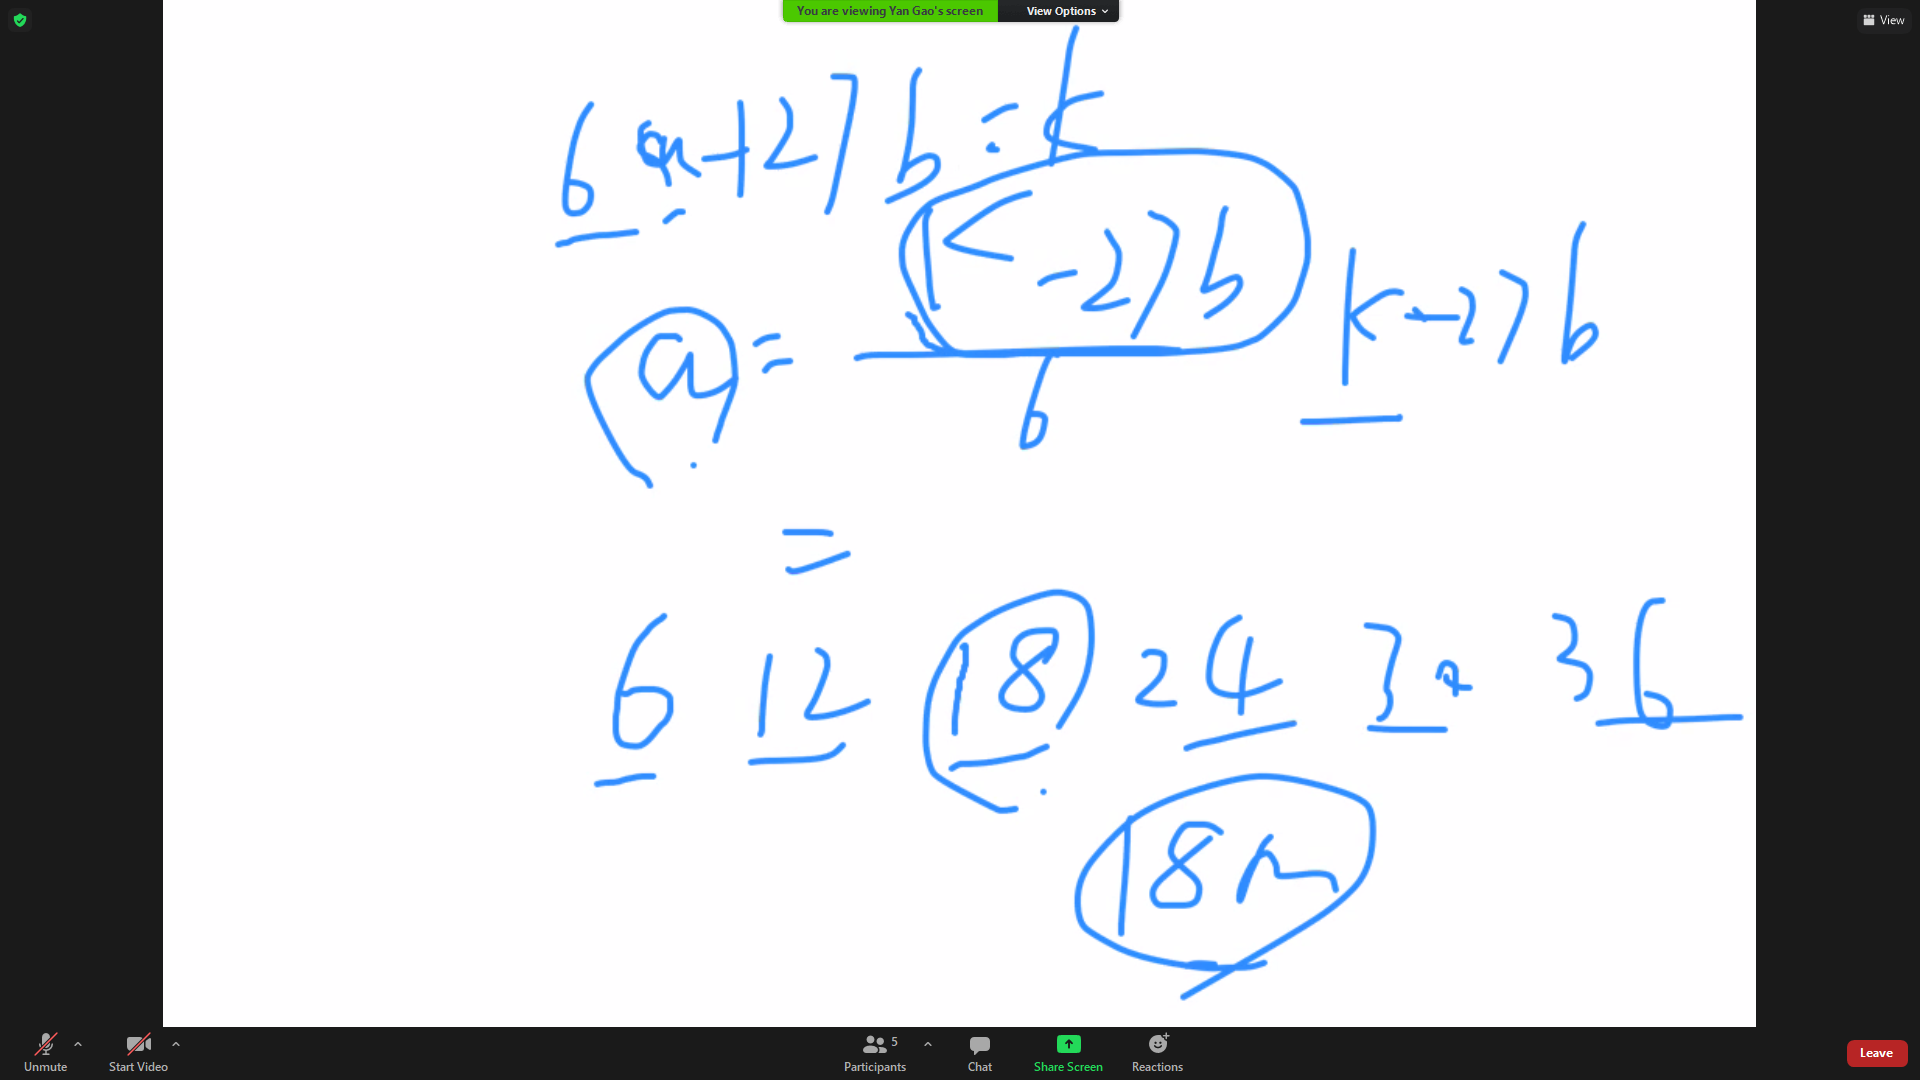 You are viewing Yan Gao's screen View Options
View
6a+27b=k
k-27b
a=
6
k-27b
=
6 12 18 24 30 36
18m
Unmute
Start Video
5
Participants
Chat
Share Screen
Reactions
Leave